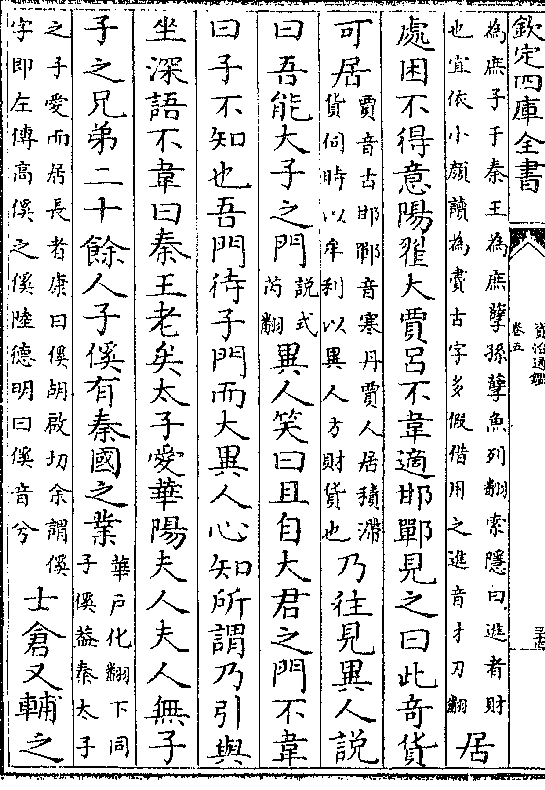 欽定四庫全書
資治通鑑
卷五
為庶子于秦王為庶孽孫孽魚列翻索隱曰進者財
也宜依小顔讀為賮古字多假借用之進音才刃翻
居
處困不得意陽翟大賈呂不韋適邯鄲見之曰此奇貨
可居
賈音古邯鄲音寒丹賈人居積滯
貨伺時以牟利以異人方財貨也
乃往見異人説
曰吾能大子之門
説式
芮翻
異人笑曰且自大君之門不韋
曰子不知也吾門待子門而大異人心知所謂乃引與
坐深語不韋曰秦王老矣太子愛華陽夫人夫人無子
子之兄弟二十餘人子傒有秦國之業
華戶化翻下同
子傒葢秦太子
之子愛而居長者康曰傒胡啟切余謂傒
字即左傳高傒之傒陸德明曰傒音兮
士倉又輔之